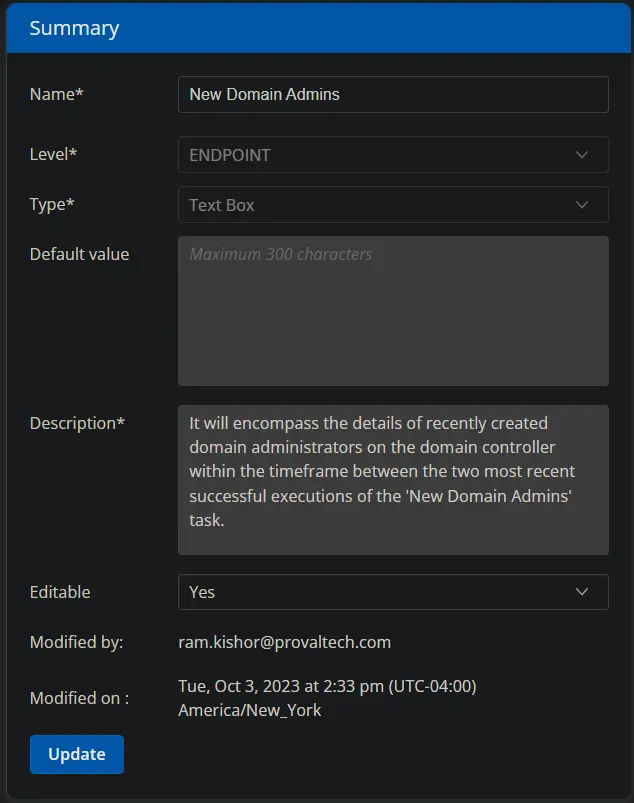 Summary
Name* New Domain Admins
Level* ENDPOINT
Type* Text Box
Default value Maximum 300 characters
Description* It will encompass the details of recently created
domain administrators on the domain controller
within the timeframe between the two most recent
successful executions of the 'New Domain Admins'
task.
Editable Yes
Modified by: ram.kishor@provaltech.com
Modified on : Tue, Oct 3, 2023 at 2:33 pm (UTC-04:00)
America/New_York
Update